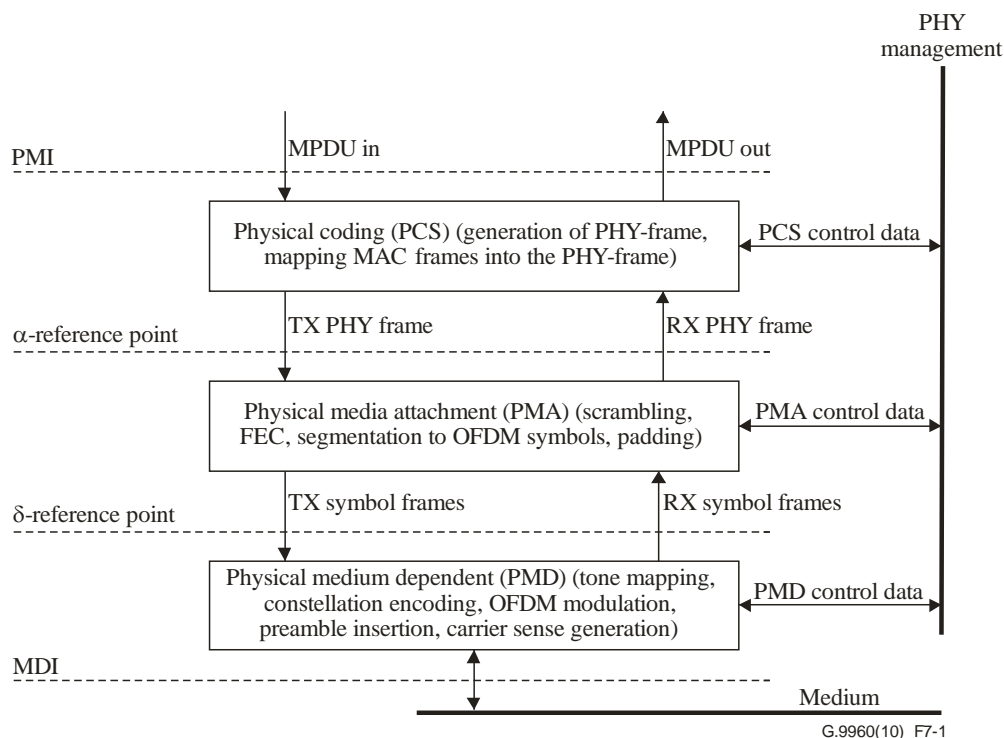 PHY
management
MPDU in
MPDU out
PMI
Physical coding (PCS) (generation of PHY-frame,
mapping MAC frames into the PHY-frame)
PCS control data
TX PHY frame
RX PHY frame
α-reference point
Physical media attachment (PMA) (scrambling,
FEC, segmentation to OFDM symbols, padding)
PMA control data
TX symbol frames
RX symbol frames
δ-reference point
Physical medium dependent (PMD) (tone mapping,
constellation encoding, OFDM modulation,
preamble insertion, carrier sense generation)
PMD control data
MDI
Medium
G.9960(10)_F7-1